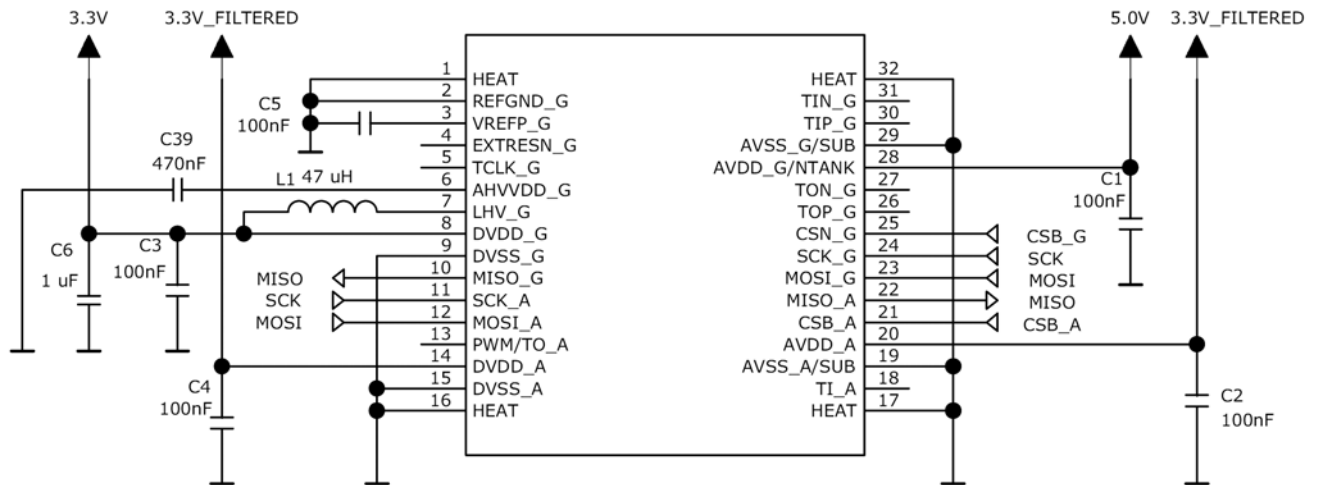 3.3V 3.3V_FILTERED 5.0V 3.3V_FILTERED
1 HEAT HEAT 32
2 REFGND_G TIN_G 31
C5
100nF
3 VREFP_G TIP_G 30
4 EXTRESN_G AVSS_G/SUB 29
C39
470nF
5 TCLK_G AVDD_G/NTANK 28
L1 47 uH
6 AHVVDD_G TON_G 27
C1
100nF
7 LHV_G TOP_G 26
8 DVDD_G CSN_G 25 CSB_G
C6
1 uF
C3
100nF
9 DVSS_G SCK_G 24 SCK
MISO 10 MISO_G MOSI_G 23 MOSI
SCK 11 SCK_A MISO_A 22 MISO
MOSI 12 MOSI_A CSB_A 21 CSB_A
13 PWM/TO_A AVDD_A 20
14 DVDD_A AVSS_A/SUB 19
C4
100nF
15 DVSS_A TI_A 18
16 HEAT HEAT 17
C2
100nF